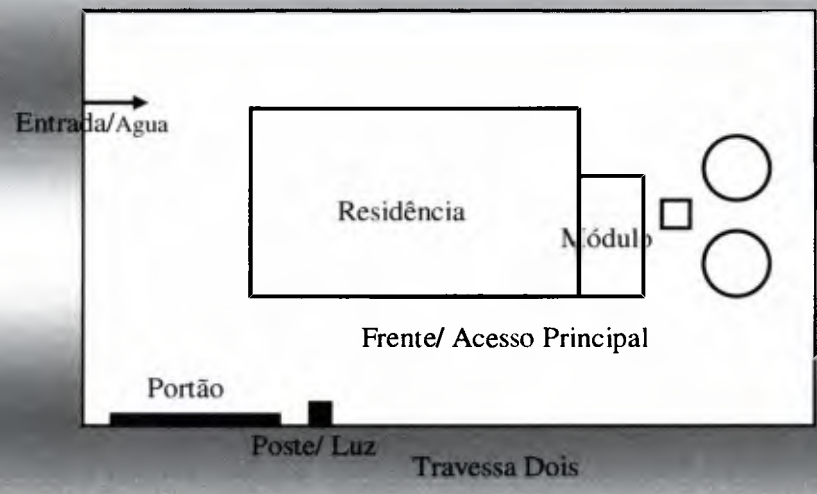 Entrada/Agua
Residência
Módulo
Frente/ Acesso Principal
Portão
Poste/ Luz
Travessa Dois